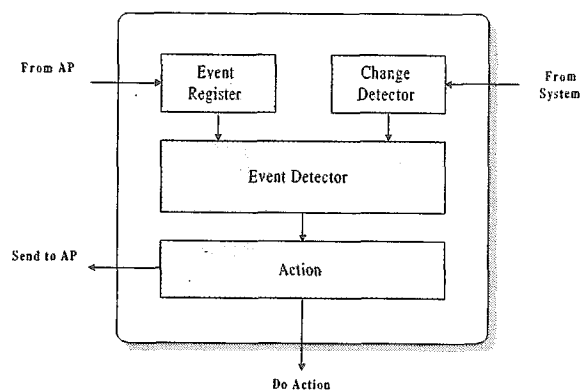 From AP
Event
Register
Change
Detector
From
System
Event Detector
Send to AP
Action
Do Action